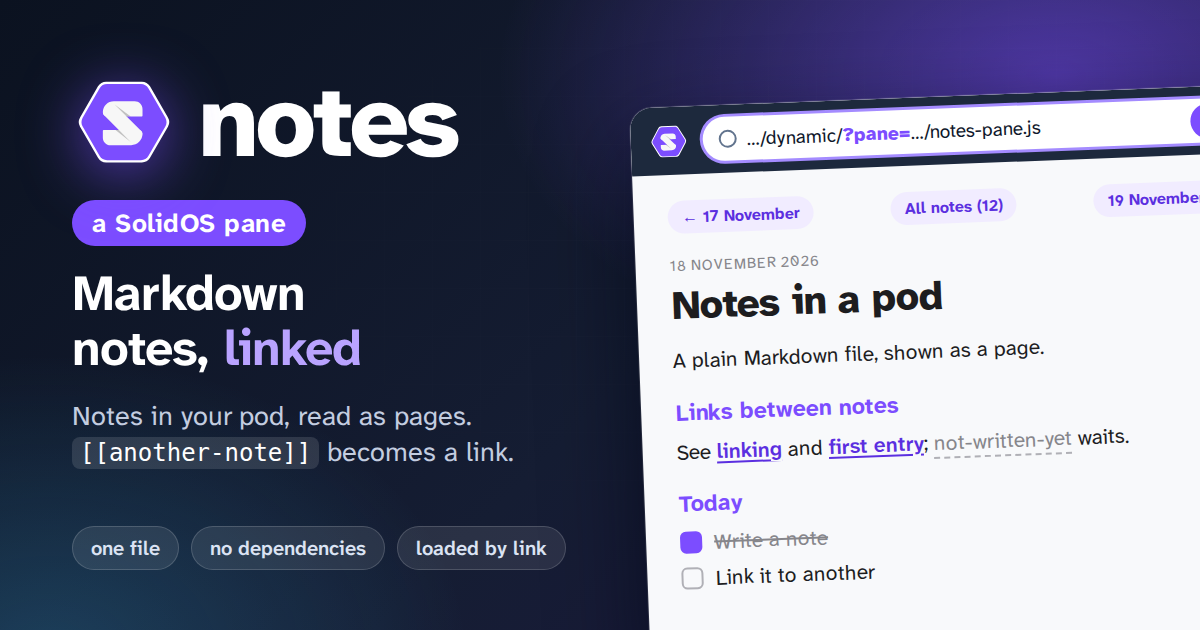 notes
a SolidOS pane
Markdown
notes, linked
Notes in your pod, read as pages.
[[another-note]] becomes a link.
one file
no dependencies
loaded by link
.../dynamic/?pane=.../notes-pane.js
← 17 November
All notes (12)
19 November
18 NOVEMBER 2026
Notes in a pod
A plain Markdown file, shown as a page.
Links between notes
See linking and first entry; not-written-yet waits.
Today
Write a note
Link it to another